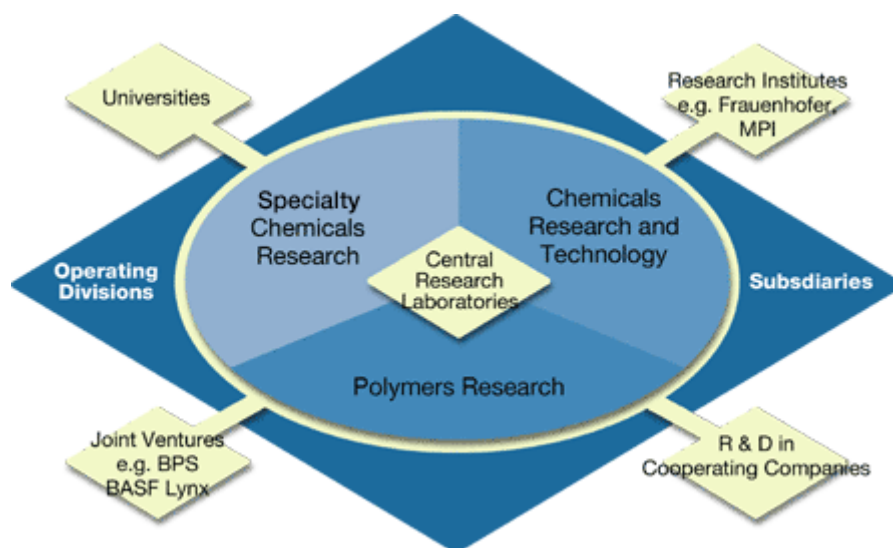 Universities
Research Institutes
e.g. Frauenhofer,
MPI
Specialty
Chemicals
Research
Chemicals
Research and
Technology
Operating
Divisions
Central
Research
Laboratories
Subsdiaries
Polymers Research
Joint Ventures
e.g. BPS
BASF Lynx
R & D in
Cooperating Companies